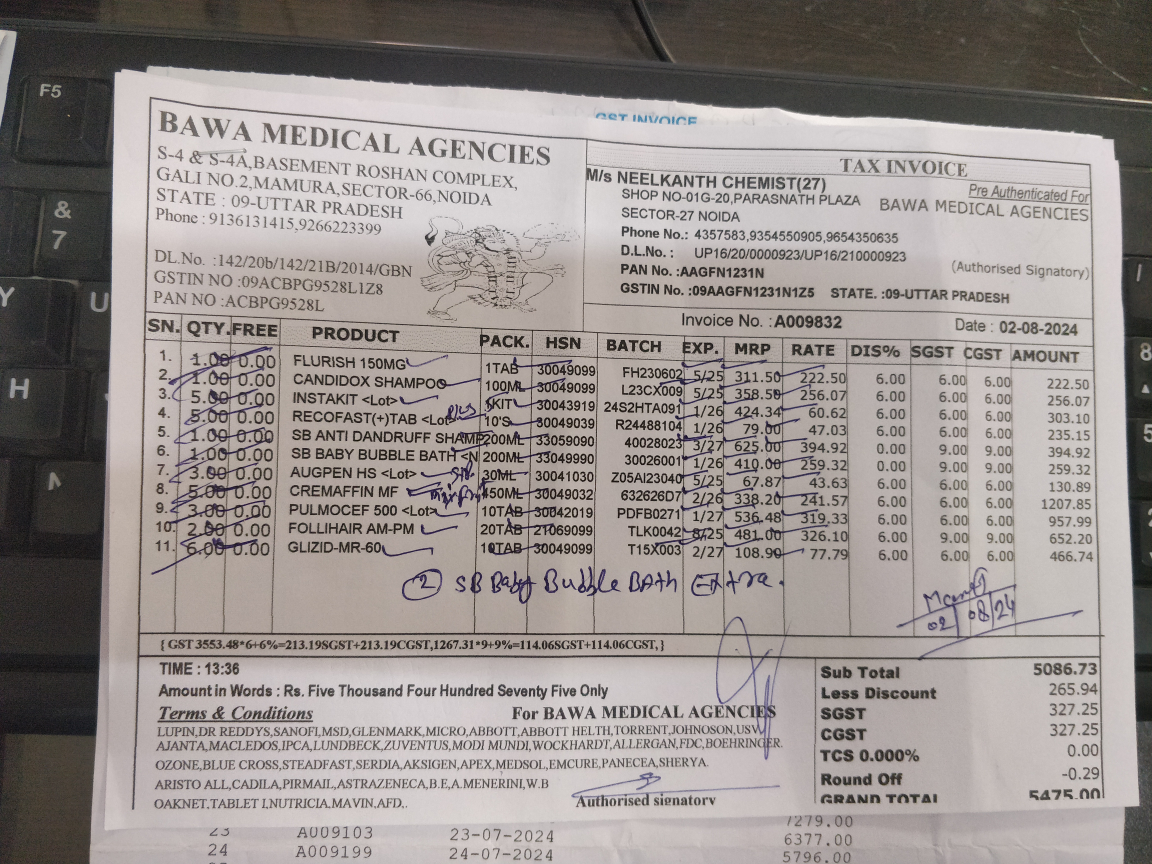 GST INVOICE
BAWA MEDICAL AGENCIES
S-4 & S-4A,BASEMENT ROSHAN COMPLEX,
GALI NO.2,MAMURA,SECTOR-66,NOIDA
STATE : 09-UTTAR PRADESH
Phone : 9136131415,9266223399
DL.No. :142/20b/142/21B/2014/GBN
GSTIN NO :09ACBPG9528L1Z8
PAN NO :ACBPG9528L
TAX INVOICE
M/s NEELKANTH CHEMIST(27)
SHOP NO-01G-20,PARASNATH PLAZA
SECTOR-27 NOIDA
Phone No.: 4357583,9354550905,9654350635
D.L.No. : UP16/20/0000923/UP16/210000923
PAN No. :AAGFN1231N
GSTIN No. :09AAGFN1231N1Z5 STATE. :09-UTTAR PRADESH
Pre Authenticated For
BAWA MEDICAL AGENCIES
(Authorised Signatory)
Invoice No. : A009832 Date : 02-08-2024
SN. QTY. FREE PRODUCT PACK. HSN BATCH EXP. MRP RATE DIS% SGST CGST AMOUNT
1. 1.00 0.00 FLURISH 150MG 1TAB 30049099 FH230602 5/25 311.50 222.50 6.00 6.00 6.00 222.50
2. 1.00 0.00 CANDIDOX SHAMPOO 100ML 30049099 L23CX009 5/25 358.50 256.07 6.00 6.00 6.00 256.07
3. 5.00 0.00 INSTAKIT <Lot> KIT 30043919 24S2HTA091 1/26 424.34 60.62 6.00 6.00 6.00 303.10
4. 5.00 0.00 RECOFAST(+)TAB <Lot 10'S 30049039 R24488104 1/26 79.00 47.03 6.00 6.00 6.00 235.15
5. 1.00 0.00 SB ANTI DANDRUFF SHAMP 200ML 33059090 40028023 3/27 625.00 394.92 0.00 9.00 9.00 394.92
6. 1.00 0.00 SB BABY BUBBLE BATH <N 200ML 33049990 30026001 1/26 410.00 259.32 0.00 9.00 9.00 259.32
7. 3.00 0.00 AUGPEN HS <Lot> 30ML 30041030 Z05AI23040 5/25 67.87 43.63 6.00 6.00 6.00 130.89
8. 5.00 0.00 CREMAFFIN MF 450ML 30049032 632626D7 2/26 338.20 241.57 6.00 6.00 6.00 1207.85
9. 3.00 0.00 PULMOCEF 500 <Lot> 10TAB 30042019 PDFB0271 1/27 536.48 319.33 6.00 6.00 6.00 957.99
10. 2.00 0.00 FOLLIHAIR AM-PM 20TAB 21069099 TLK0042 8/25 481.00 326.10 6.00 9.00 9.00 652.20
11. 6.00 0.00 GLIZID-MR-60 10TAB 30049099 T15X003 2/27 108.90 77.79 6.00 6.00 6.00 466.74
2 SB Baby Bubble BAth Extra.
02/08/24
{ GST 3553.48*6+6%=213.19SGST+213.19CGST,1267.31*9+9%=114.06SGST+114.06CGST,}
TIME : 13:36
Amount in Words : Rs. Five Thousand Four Hundred Seventy Five Only
Terms & Conditions For BAWA MEDICAL AGENCIES
LUPIN,DR REDDYS,SANOFI,MSD,GLENMARK,MICRO,ABBOTT,ABBOTT HELTH,TORRENT,JOHNOSON,USV,
AJANTA,MACLEDOS,IPCA,LUNDBECK,ZUVENTUS,MODI MUNDI,WOCKHARDT,ALLERGAN,FDC,BOEHRINGER.
OZONE,BLUE CROSS,STEADFAST,SERDIA,AKSIGEN,APEX,MEDSOL,EMCURE,PANECEA,SHERYA.
ARISTO ALL,CADILA,PIRMAIL,ASTRAZENECA,B.E,A.MENERINI,W.B
OAKNET,TABLET I,NUTRICIA.MAVIN,AFD,.
Authorised signatory
Sub Total 5086.73
Less Discount 265.94
SGST 327.25
CGST 327.25
TCS 0.000% 0.00
Round Off -0.29
GRAND TOTAL 5475.00
7279.00
23 A009103 23-07-2024 6377.00
24 A009199 24-07-2024 5796.00
F5
&
7
Y
U
H
N
8
5
2